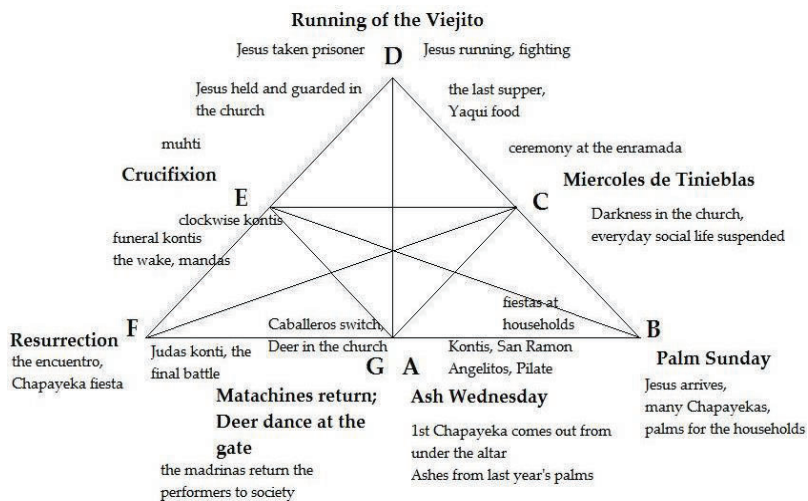 Running of the Viejito
Jesus taken prisoner
D
Jesus running, fighting
Jesus held and guarded in
the church
the last supper,
Yaqui food
muhti
ceremony at the enramada
Crucifixion
E
C
Miercoles de Tinieblas
clockwise kontis
Darkness in the church,
everyday social life suspended
funeral kontis
the wake, mandas
fiestas at
households
Resurrection
F
the encuentro,
Chapayeka fiesta
Judas konti, the
final battle
Caballeros switch,
Deer in the church
G
A
Kontis, San Ramon
Angelitos, Pilate
B
Palm Sunday
Jesus arrives,
many Chapayekas,
palms for the households
Matachines return;
Deer dance at the
gate
the madrinas return the
performers to society
Ash Wednesday
1st Chapayeka comes out from
under the altar
Ashes from last year's palms